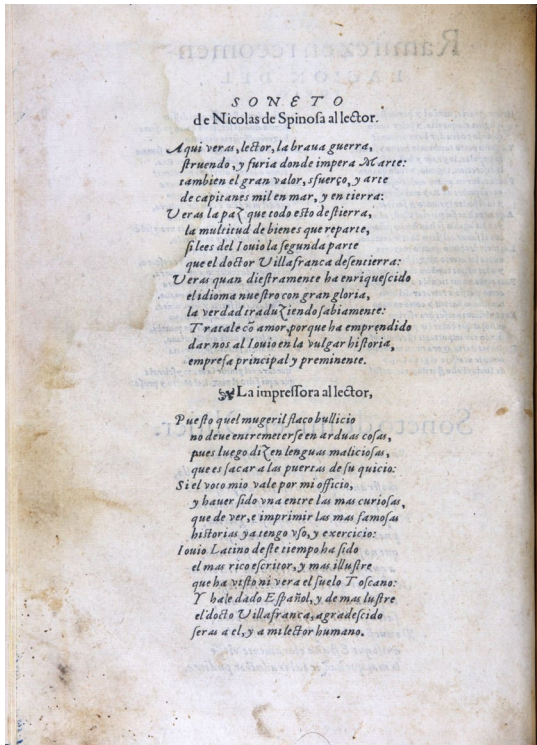 SONETO
de Nicolas de Spinosa al lector.
Aqui veras, lector, la braua guerra,
struendo, y furia donde impera Marte:
tambien el gran valor, sfuerço, y arte
de capitanes mil en mar, y en tierra:
Veras la paz que todo esto destierra,
la multitud de bienes que reparte,
si lees del Iouio la segunda parte
que el doctor Villafranca desentierra:
Veras quan diestramente ha enriquescido
el idioma nuestro con gran gloria,
la verdad traduziendo sabiamente:
Tratale cõ amor, porque ha emprendido
dar nos al Iouio en la vulgar historia,
empresa principal y preminente.
La impressora al lector,
Puesto quel mugeril flaco bullicio
no deue entremeterse en arduas cosas,
pues luego dizen lenguas maliciosas,
que es sacar a las puertas de su quicio:
Si el voto mio vale por mi officio,
y hauer sido vna entre las mas curiosas,
que de ver, e imprimir las mas famosas
historias ya tengo vso, y exercicio:
Iouio Latino deste tiempo ha sido
el mas rico escritor, y mas illustre
que ha visto ni vera el suelo Toscano:
Y hale dado Español, y de mas lustre
el docto Villafranca, agradescido
seras a el, y a mi lector humano.